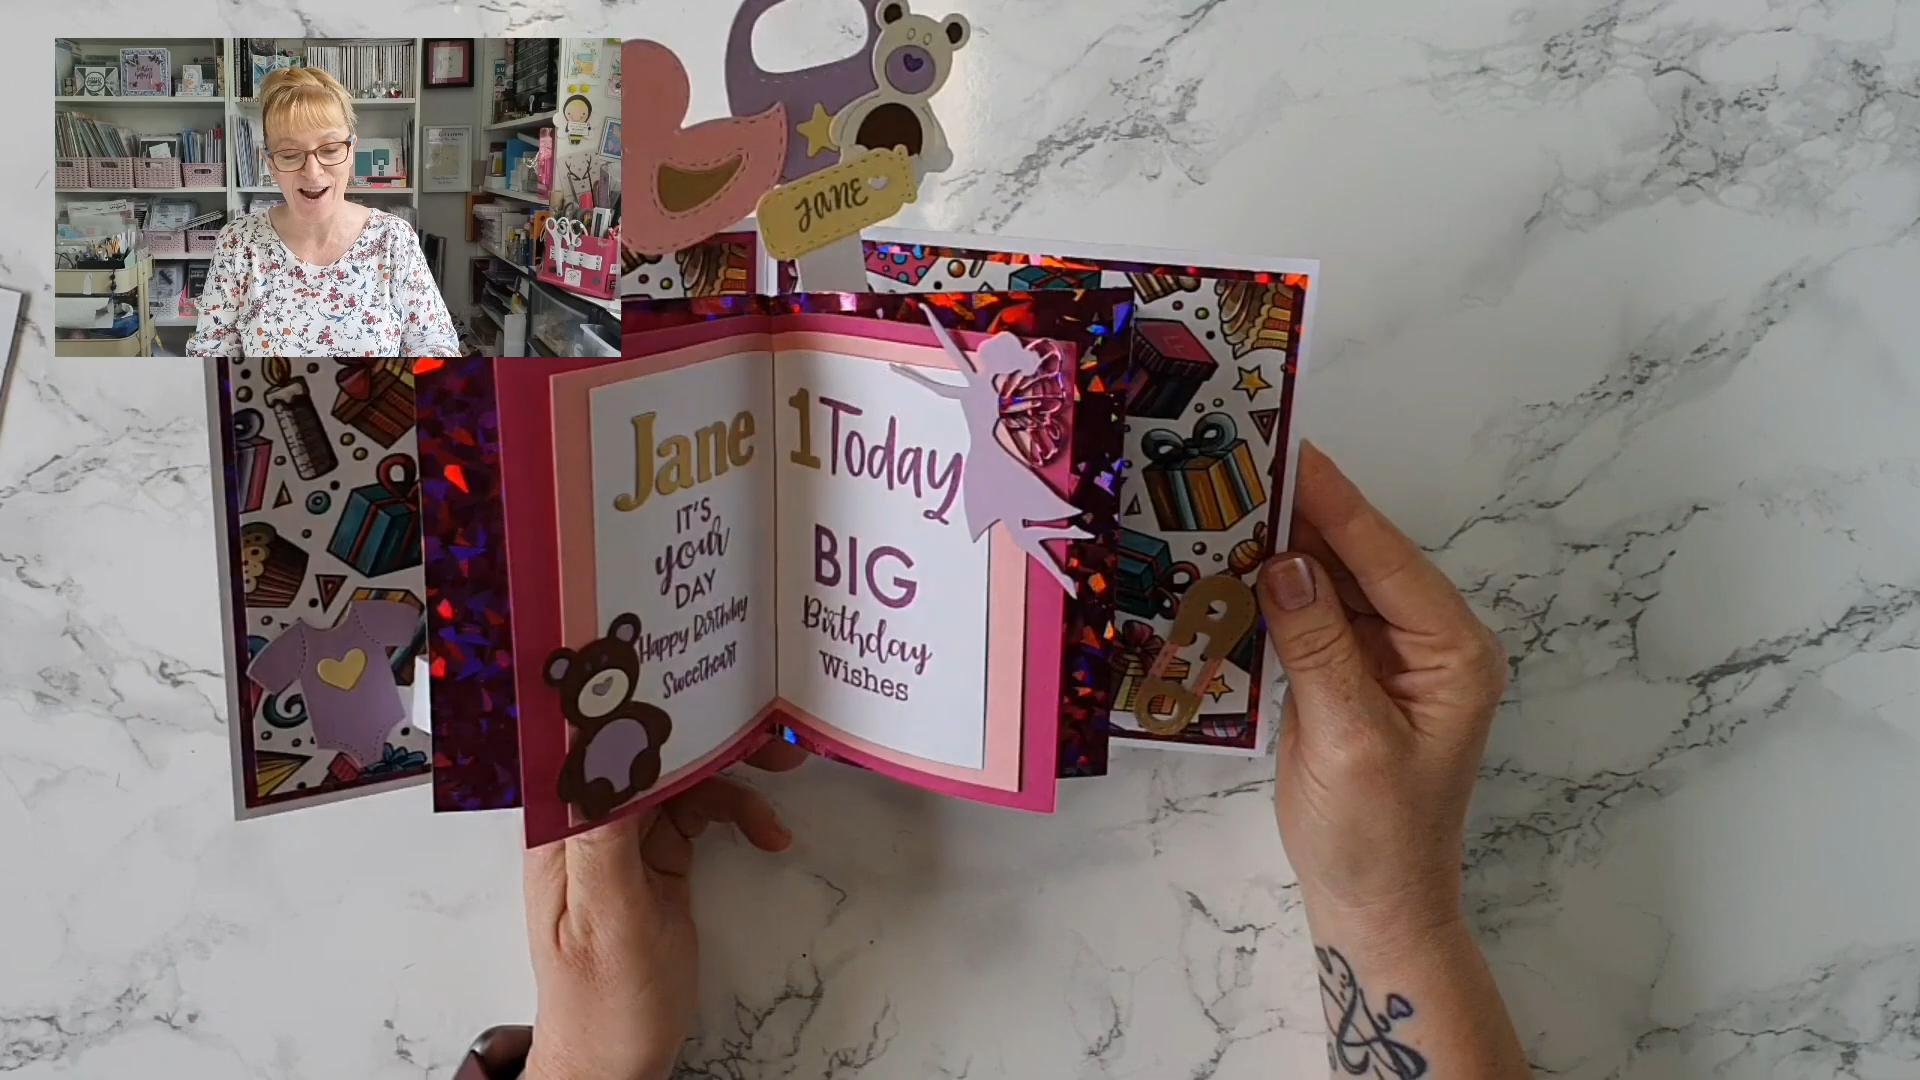 JANE
Jane
IT'S
your
DAY
Happy Birthday
Sweetheart
1 Today
BIG
Birthday
Wishes